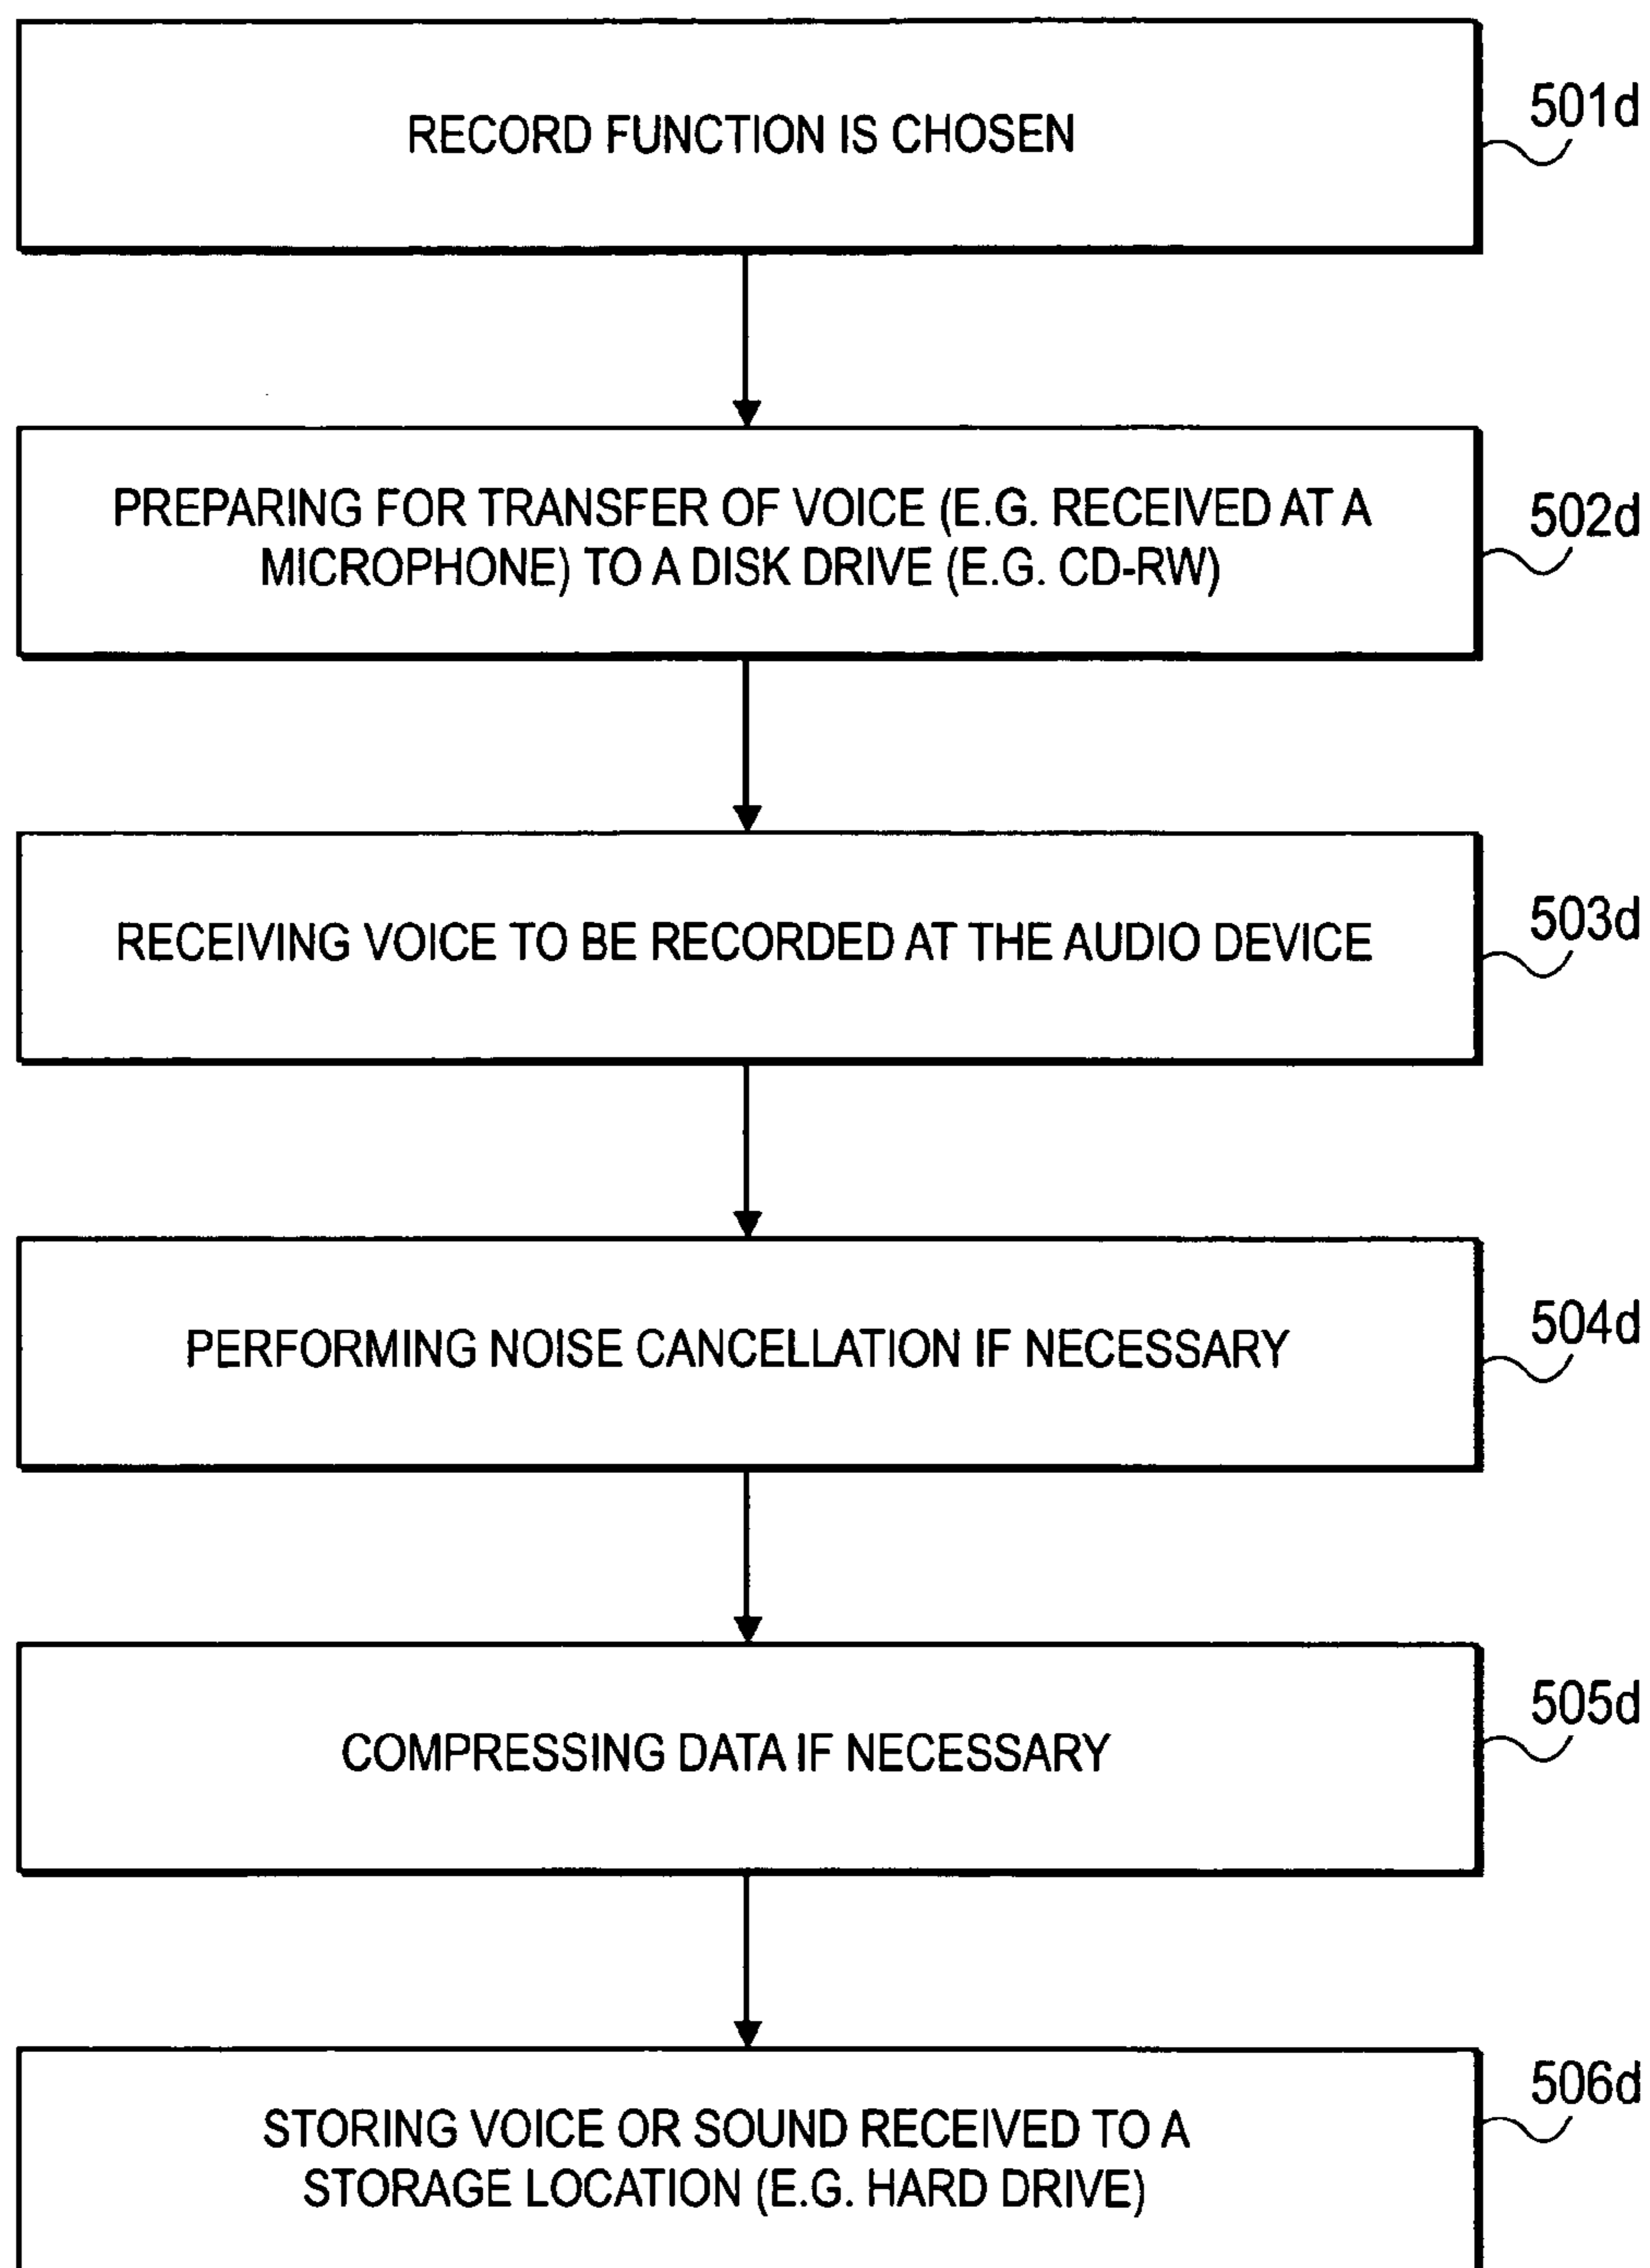 RECORD FUNCTION IS CHOSEN
501d
PREPARING FOR TRANSFER OF VOICE (E.G. RECEIVED AT A
MICROPHONE) TO A DISK DRIVE (E.G. CD-RW)
502d
RECEIVING VOICE TO BE RECORDED AT THE AUDIO DEVICE
503d
PERFORMING NOISE CANCELLATION IF NECESSARY
504d
COMPRESSING DATA IF NECESSARY
505d
STORING VOICE OR SOUND RECEIVED TO A
STORAGE LOCATION (E.G. HARD DRIVE)
506d